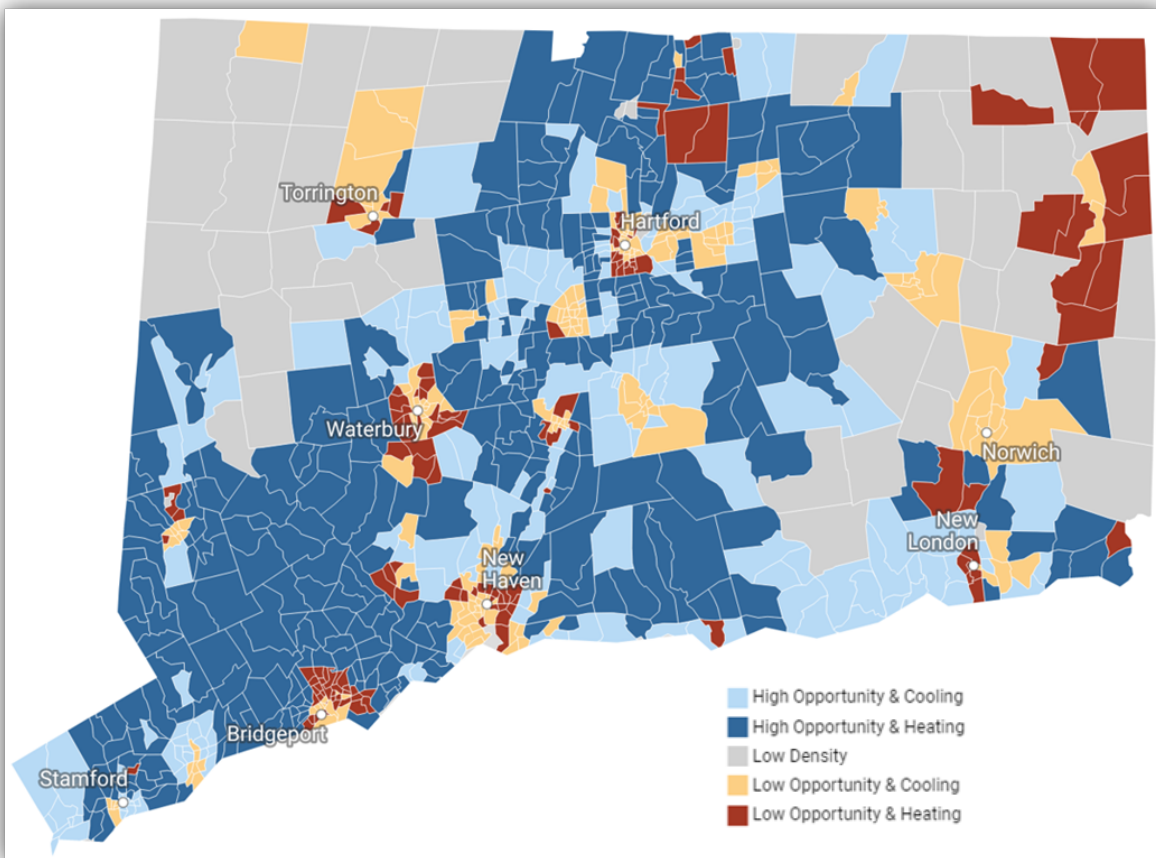 Torrington
Hartford
Waterbury
Norwich
New
London
New
Haven
Bridgeport
Stamford
High Opportunity & Cooling
High Opportunity & Heating
Low Density
Low Opportunity & Cooling
Low Opportunity & Heating